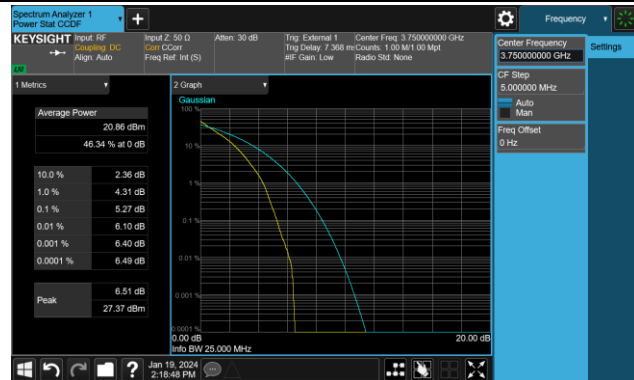 Spectrum Analyzer 1
Power Stat CCDF
+
Frequency
KEYSIGHT
Input: RF
Coupling: DC
Align: Auto
Input Z: 50 Ω
Corr CCorr
Freq Ref: Int (S)
Atten: 30 dB
Trig: External 1
Trig Delay: 7.368 ms
#IF Gain: Low
Center Freq: 3.750000000 GHz
Counts: 1.00 M/1.00 Mpt
Radio Std: None
Center Frequency
3.750000000 GHz
Settings
CF Step
5.000000 MHz
Auto
Man
Freq Offset
0 Hz
1 Metrics
Average Power
20.86 dBm
46.34 % at 0 dB
10.0 % 2.36 dB
1.0 % 4.31 dB
0.1 % 5.27 dB
0.01 % 6.10 dB
0.001 % 6.40 dB
0.0001 % 6.49 dB
Peak
6.51 dB
27.37 dBm
2 Graph
Gaussian
100 %
10 %
1 %
0.1 %
0.01 %
0.001 %
0.0001 %
0.00 dB
20.00 dB
Info BW 25.000 MHz
?
Jan 19, 2024
2:18:48 PM